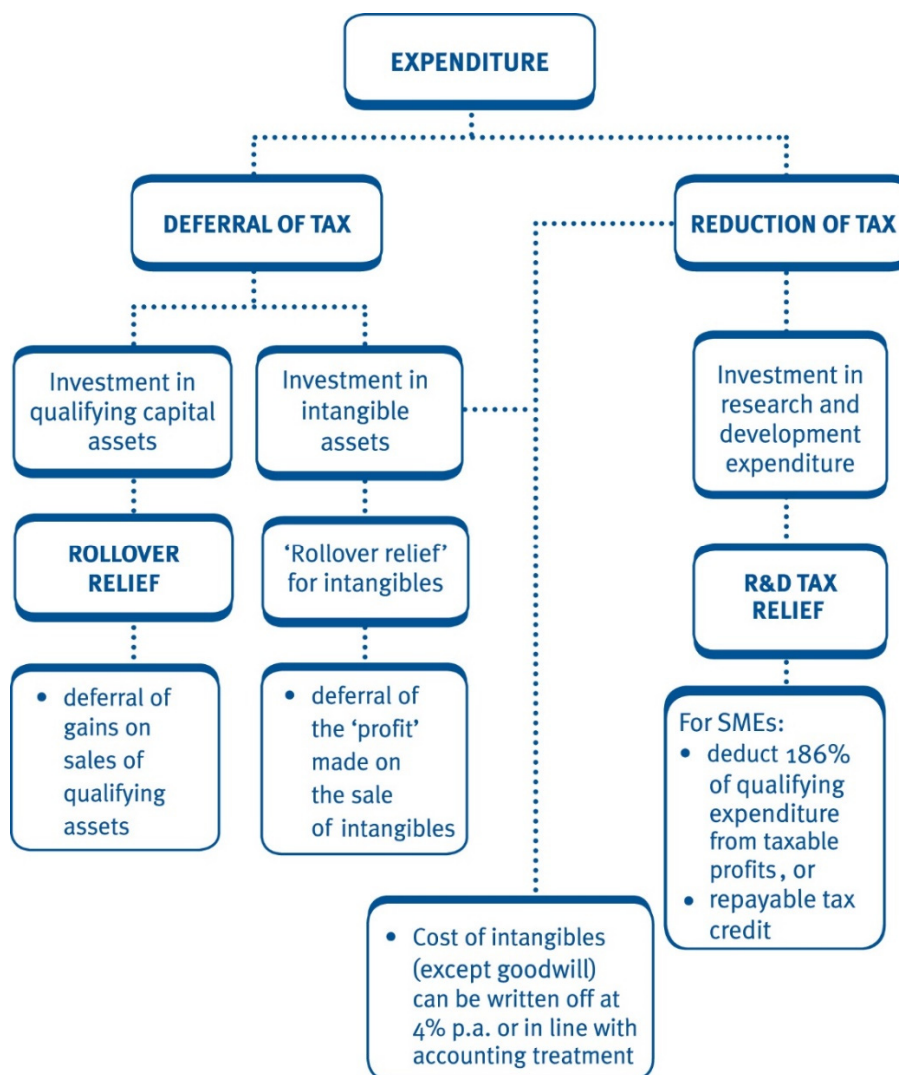 EXPENDITURE
DEFERRAL OF TAX
REDUCTION OF TAX
Investment in
qualifying capital
assets
Investment in
intangible
assets
Investment in
research and
development
expenditure
ROLLOVER
RELIEF
‘Rollover relief’
for intangibles
R&D TAX
RELIEF
• deferral of
gains on
sales of
qualifying
assets
• deferral of
the ‘profit’
made on
the sale
of intangibles
For SMEs:
• deduct 186%
of qualifying
expenditure
from taxable
profits, or
• repayable tax
credit
• Cost of intangibles
(except goodwill)
can be written off at
4% p.a. or in line with
accounting treatment